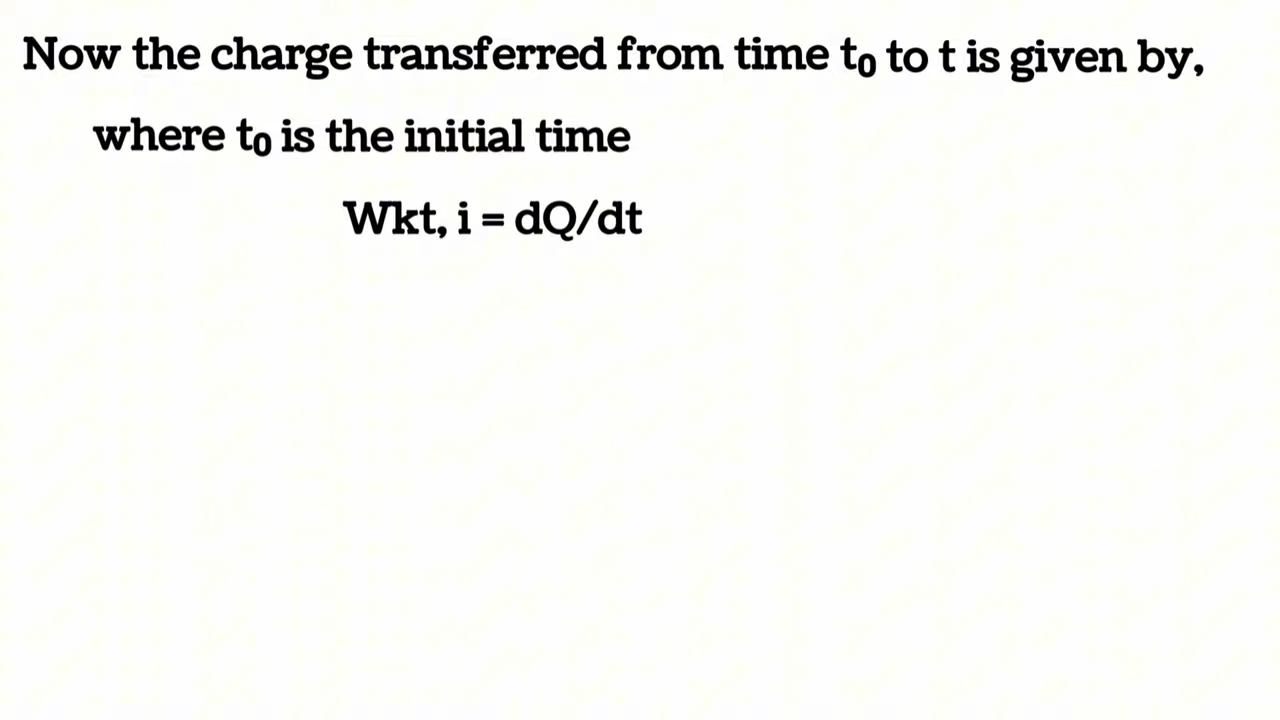 Now the charge transferred from time t₀ to t is given by,
where t₀ is the initial time
Wkt, i = dQ/dt